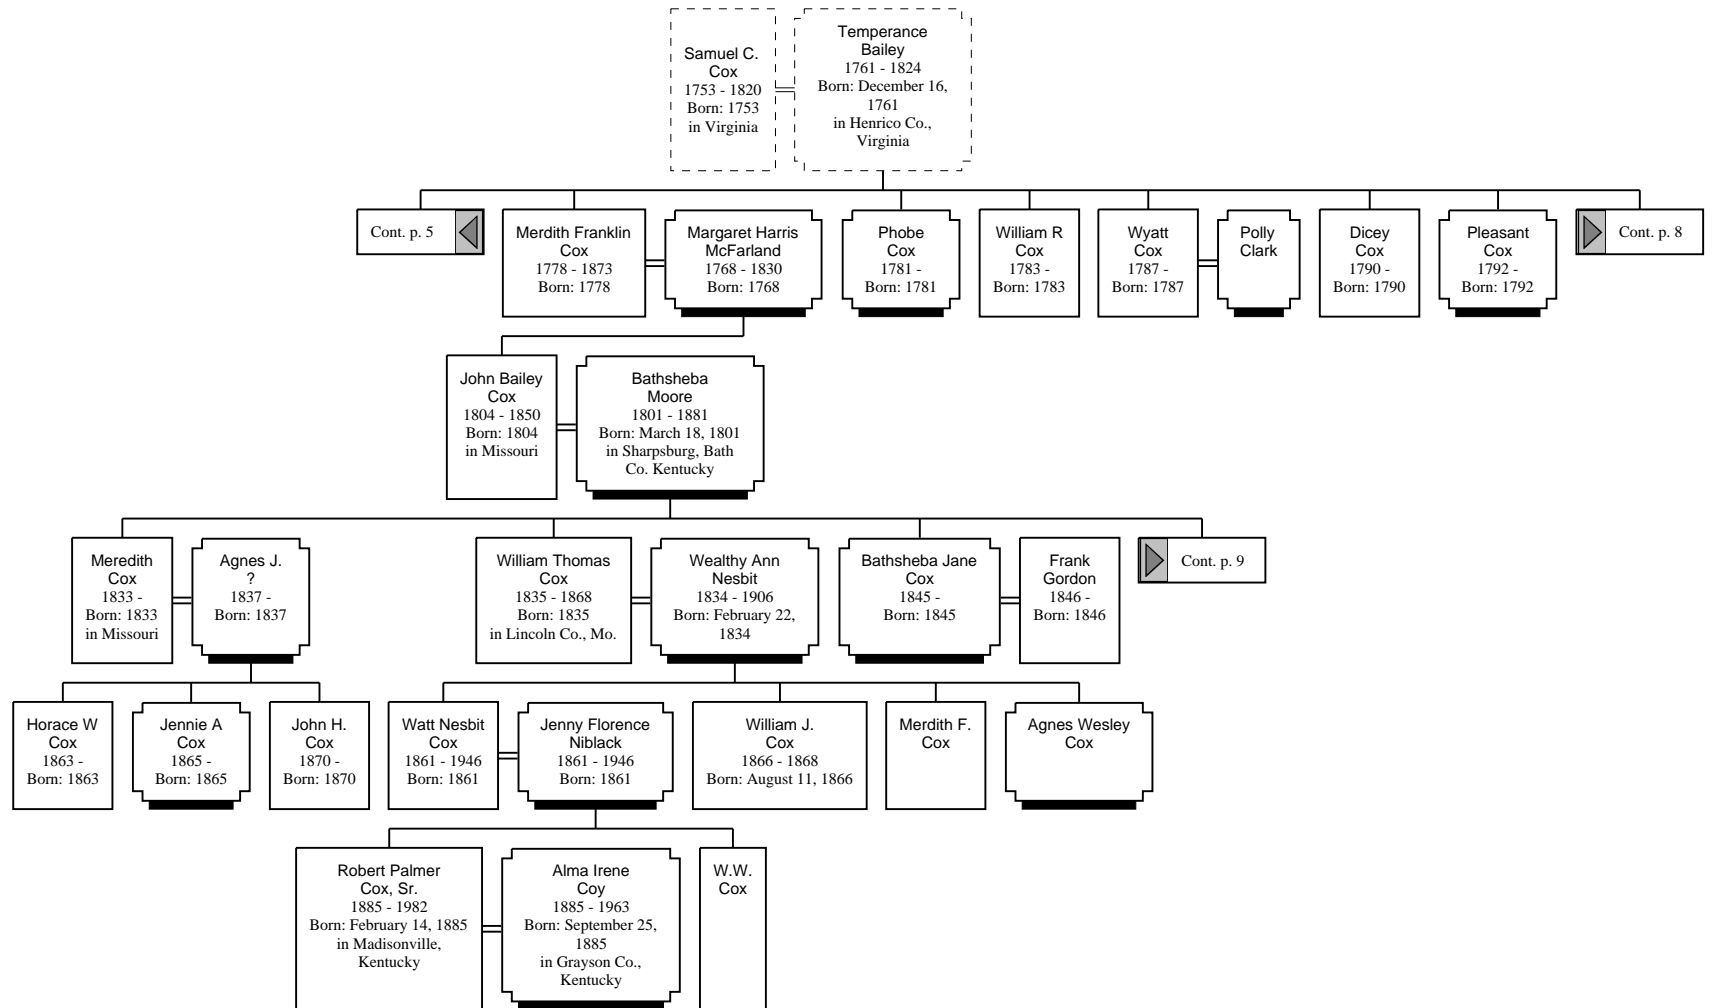 Samuel C.
Cox
1753 - 1820
Born: 1753
in Virginia
Temperance
Bailey
1761 - 1824
Born: December 16,
1761
in Henrico Co.,
Virginia
Cont. p. 5
Merdith Franklin
Cox
1778 - 1873
Born: 1778
Margaret Harris
McFarland
1768 - 1830
Born: 1768
Phobe
Cox
1781 -
Born: 1781
William R
Cox
1783 -
Born: 1783
Wyatt
Cox
1787 -
Born: 1787
Polly
Clark
Dicey
Cox
1790 -
Born: 1790
Pleasant
Cox
1792 -
Born: 1792
Cont. p. 8
John Bailey
Cox
1804 - 1850
Born: 1804
in Missouri
Bathsheba
Moore
1801 - 1881
Born: March 18, 1801
in Sharpsburg, Bath
Co. Kentucky
Meredith
Cox
1833 -
Born: 1833
in Missouri
Agnes J.
?
1837 -
Born: 1837
William Thomas
Cox
1835 - 1868
Born: 1835
in Lincoln Co., Mo.
Wealthy Ann
Nesbit
1834 - 1906
Born: February 22,
1834
Bathsheba Jane
Cox
1845 -
Born: 1845
Frank
Gordon
1846 -
Born: 1846
Cont. p. 9
Horace W
Cox
1863 -
Born: 1863
Jennie A
Cox
1865 -
Born: 1865
John H.
Cox
1870 -
Born: 1870
Watt Nesbit
Cox
1861 - 1946
Born: 1861
Jenny Florence
Niblack
1861 - 1946
Born: 1861
William J.
Cox
1866 - 1868
Born: August 11, 1866
Merdith F.
Cox
Agnes Wesley
Cox
Robert Palmer
Cox, Sr.
1885 - 1982
Born: February 14, 1885
in Madisonville,
Kentucky
Alma Irene
Coy
1885 - 1963
Born: September 25,
1885
in Grayson Co.,
Kentucky
W.W.
Cox